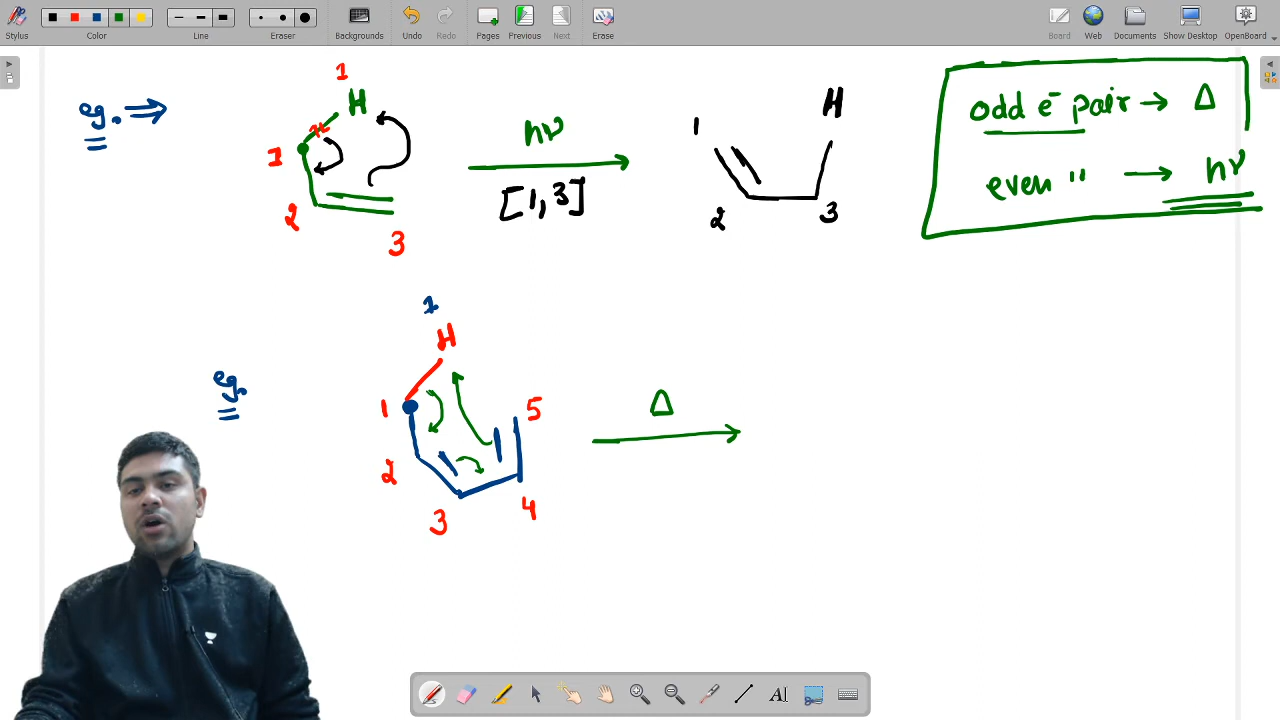 Stylus
Color
Line
Eraser
Backgrounds
Undo
Redo
Pages
Previous
Next
Erase
Board
Web
Documents
Show Desktop
OpenBoard
eg. ⇒
1
H
1
2
3
hν
[1,3]
1
H
2
3
odd e⁻ pair → Δ
even " → hν
eg.
1
H
1
5
2
3
4
Δ
AI